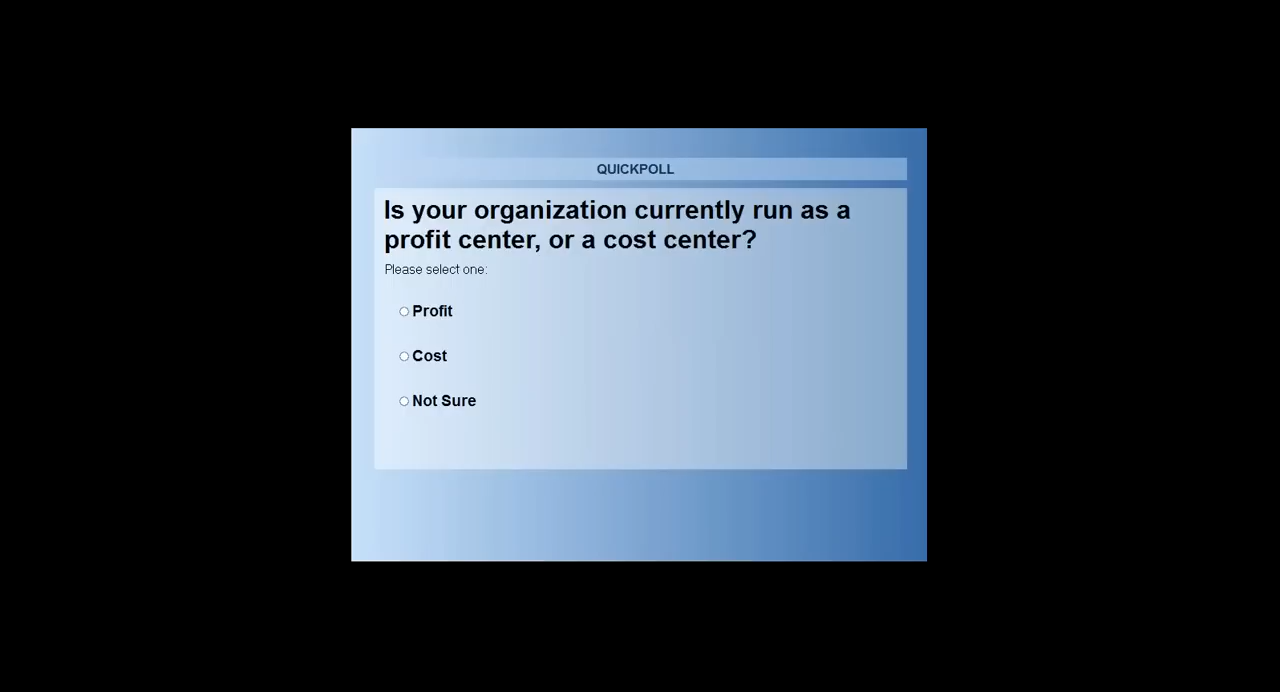 QUICKPOLL
Is your organization currently run as a
profit center, or a cost center?
Please select one:
Profit
Cost
Not Sure